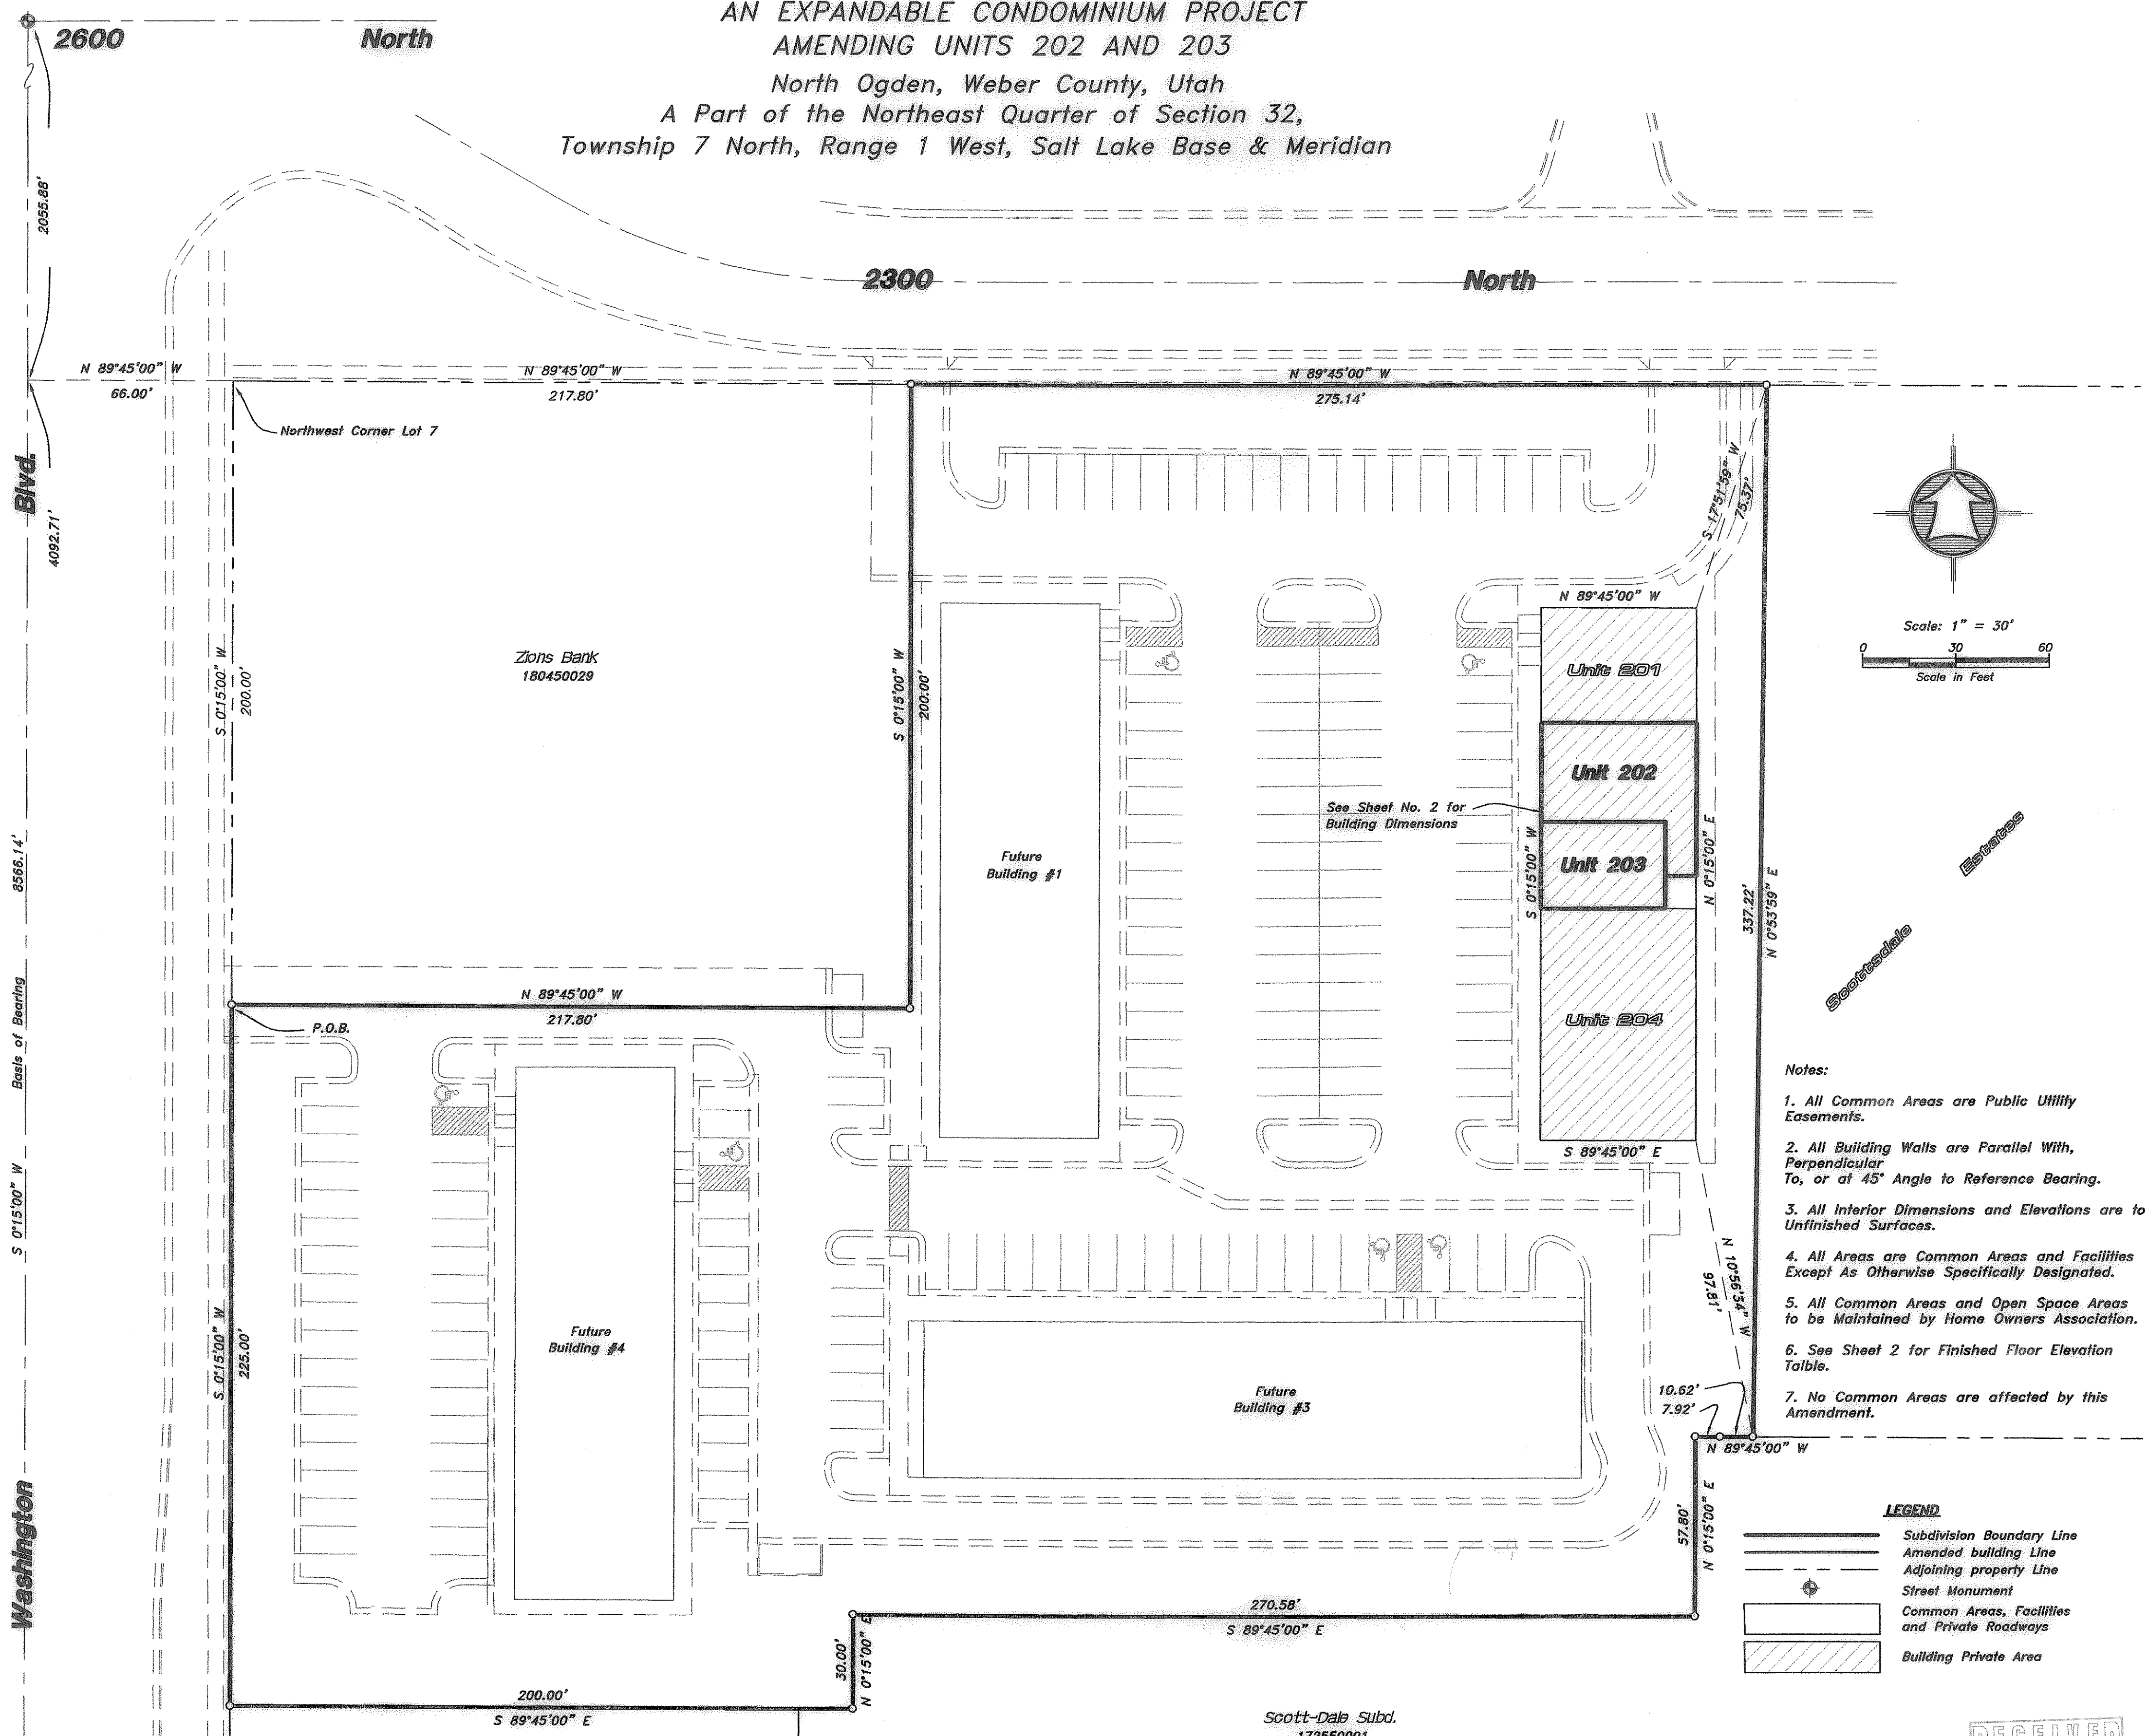 AN EXPANDABLE CONDOMINIUM PROJECT
AMENDING UNITS 202 AND 203
North Ogden, Weber County, Utah
A Part of the Northeast Quarter of Section 32,
Township 7 North, Range 1 West, Salt Lake Base & Meridian
2600 North
2055.88'
2300 North
N 89°45'00" W
66.00'
N 89°45'00" W
217.80'
N 89°45'00" W
275.14'
Northwest Corner Lot 7
Blvd.
4092.71'
S 17°51'59" W
75.37'
N 89°45'00" W
Scale: 1" = 30'
0 30 60
Scale in Feet
Zions Bank
180450029
S 0°15'00" W
200.00'
S 0°15'00" W
200.00'
Unit 201
Unit 202
See Sheet No. 2 for
Building Dimensions
Unit 203
S 0°15'00" W
N 0°15'00" E
Future
Building #1
337.22'
N 0°53'59" E
Estates
Scottsdale
8566.14'
Basis of Bearing
S 0°15'00" W
N 89°45'00" W
217.80'
P.O.B.
Unit 204
S 89°45'00" E
Notes:
1. All Common Areas are Public Utility
Easements.
2. All Building Walls are Parallel With,
Perpendicular
To, or at 45° Angle to Reference Bearing.
3. All Interior Dimensions and Elevations are to
Unfinished Surfaces.
4. All Areas are Common Areas and Facilities
Except As Otherwise Specifically Designated.
5. All Common Areas and Open Space Areas
to be Maintained by Home Owners Association.
6. See Sheet 2 for Finished Floor Elevation
Talble.
7. No Common Areas are affected by this
Amendment.
N 10°56'34" W
97.81'
S 0°15'00" W
225.00'
Future
Building #4
Future
Building #3
10.62'
7.92'
N 89°45'00" W
57.80'
N 0°15'00" E
Washington
270.58'
S 89°45'00" E
30.00'
N 0°15'00" E
200.00'
S 89°45'00" E
LEGEND
Subdivision Boundary Line
Amended building Line
Adjoining property Line
Street Monument
Common Areas, Facilities
and Private Roadways
Building Private Area
Scott-Dale Subd.
172550001
RECEIVED